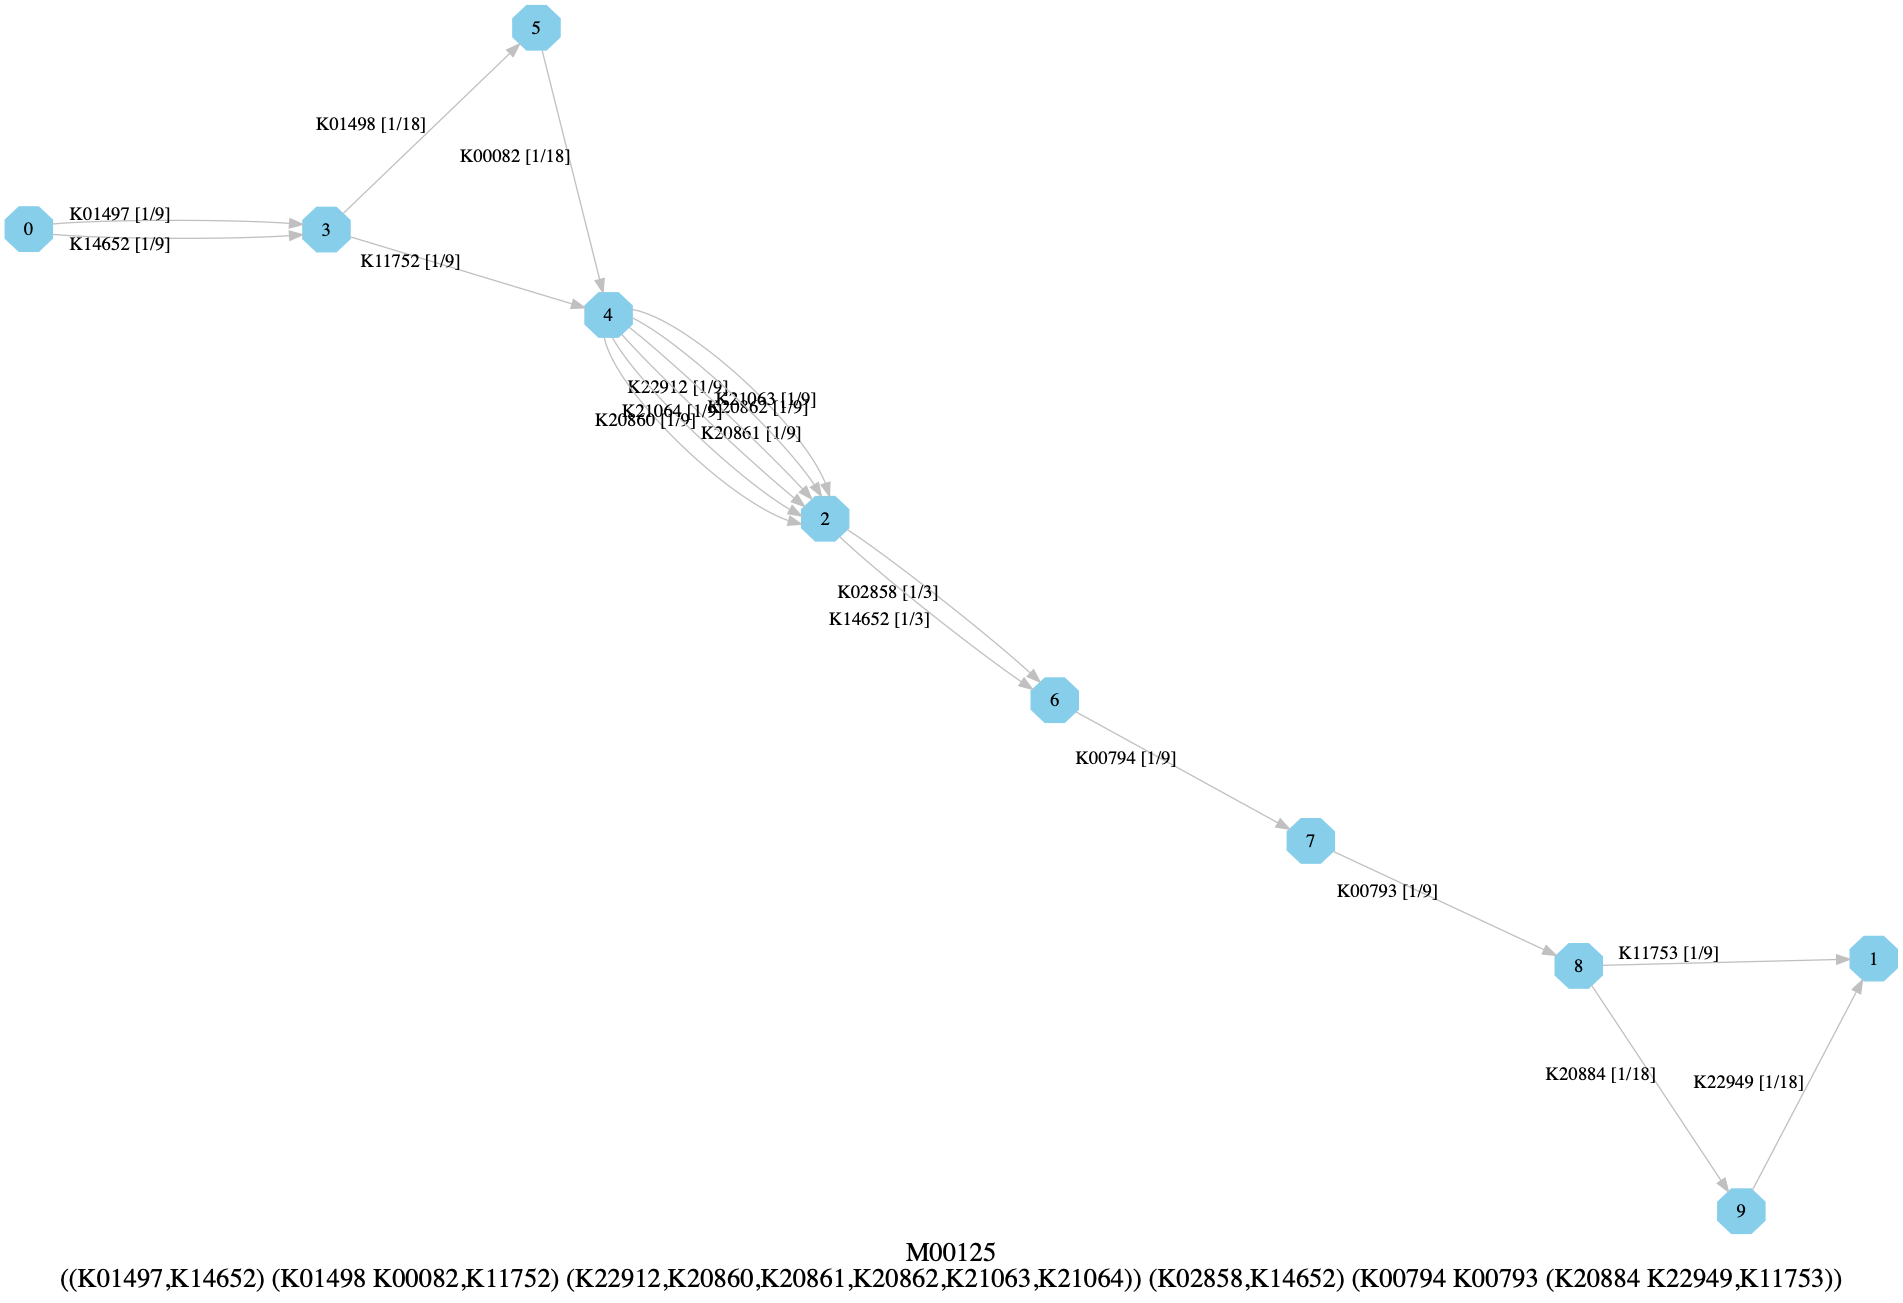 5
K01498 [1/18]
K00082 [1/18]
K01497 [1/9]
0
3
K14652 [1/9]
K11752 [1/9]
4
K22912 [1/9]
K21063 [1/9]
K20862 [1/9]
K21064 [1/9]
K20860 [1/9]
K20861 [1/9]
2
K02858 [1/3]
K14652 [1/3]
6
K00794 [1/9]
7
K00793 [1/9]
K11753 [1/9]
8
1
K20884 [1/18]
K22949 [1/18]
9
M00125
((K01497,K14652) (K01498 K00082,K11752) (K22912,K20860,K20861,K20862,K21063,K21064)) (K02858,K14652) (K00794 K00793 (K20884 K22949,K11753))